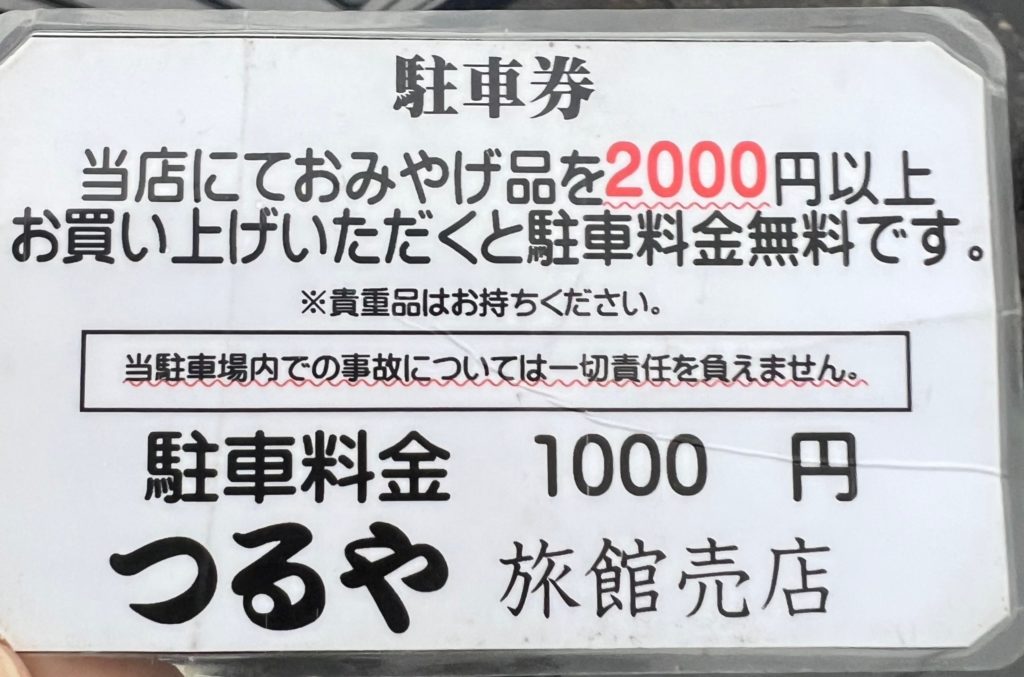 駐車券
当店にておみやげ品を2000円以上
お買い上げいただくと駐車料金無料です。
※貴重品はお持ちください。
当駐車場内での事故については一切責任を負えません。
駐車料金　1000　円
つるや 旅館売店